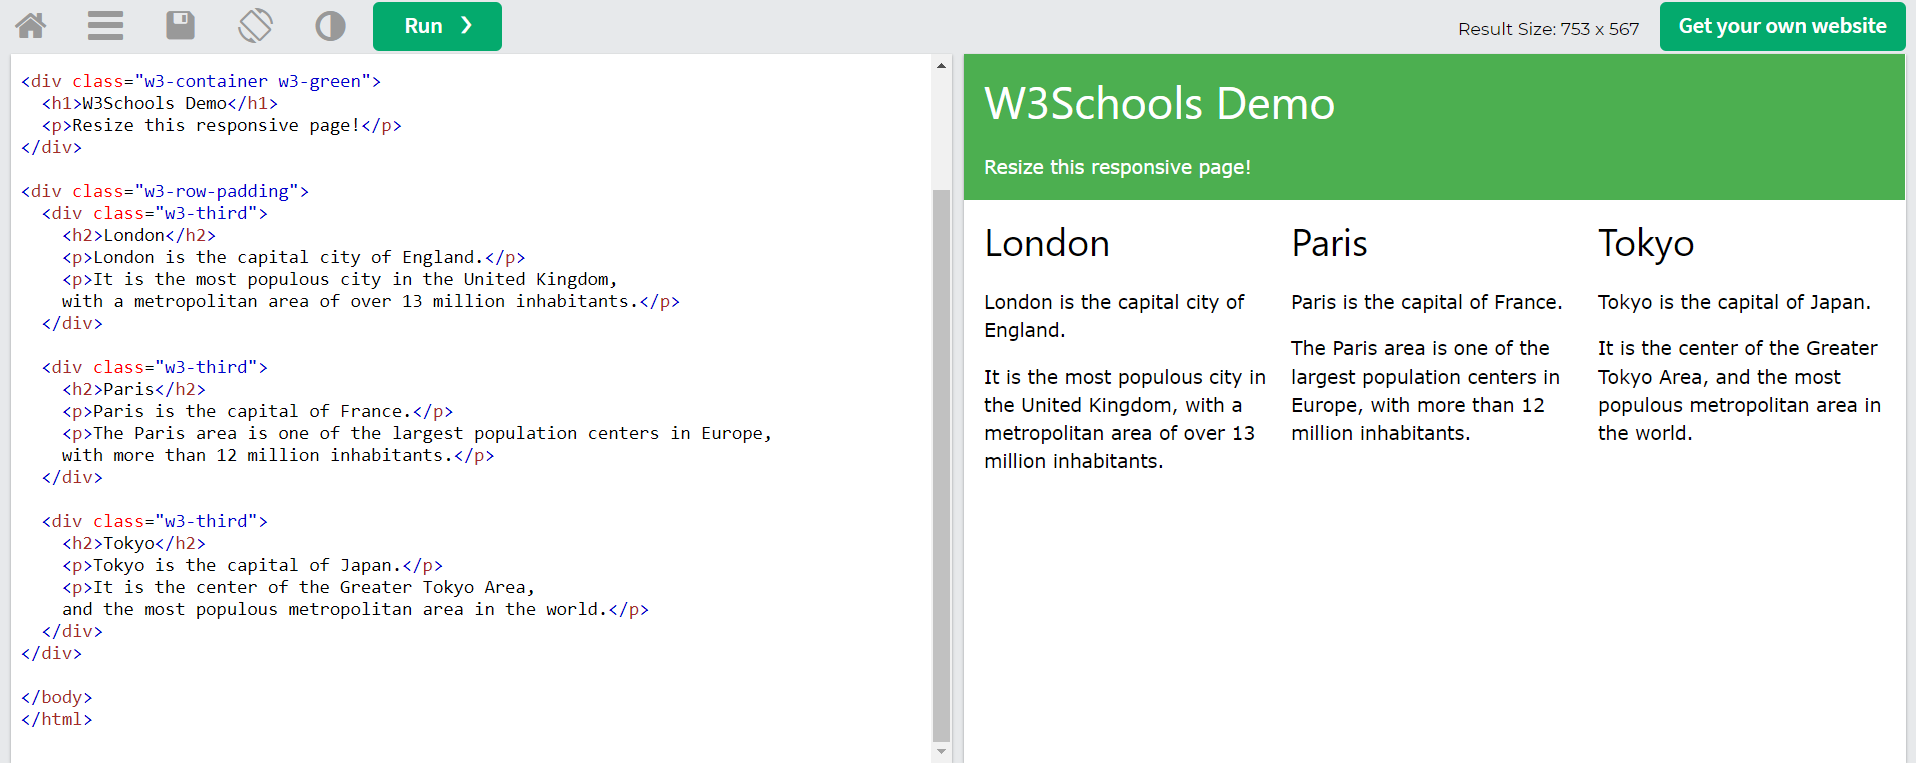 Run ❯
Result Size: 753 x 567
Get your own website
<div class="w3-container w3-green">
  <h1>W3Schools Demo</h1>
  <p>Resize this responsive page!</p>
</div>

<div class="w3-row-padding">
  <div class="w3-third">
    <h2>London</h2>
    <p>London is the capital city of England.</p>
    <p>It is the most populous city in the United Kingdom,
    with a metropolitan area of over 13 million inhabitants.</p>
  </div>

  <div class="w3-third">
    <h2>Paris</h2>
    <p>Paris is the capital of France.</p>
    <p>The Paris area is one of the largest population centers in Europe,
    with more than 12 million inhabitants.</p>
  </div>

  <div class="w3-third">
    <h2>Tokyo</h2>
    <p>Tokyo is the capital of Japan.</p>
    <p>It is the center of the Greater Tokyo Area,
    and the most populous metropolitan area in the world.</p>
  </div>
</div>

</body>
</html>
W3Schools Demo
Resize this responsive page!
London
London is the capital city of
England.
It is the most populous city in
the United Kingdom, with a
metropolitan area of over 13
million inhabitants.
Paris
Paris is the capital of France.
The Paris area is one of the
largest population centers in
Europe, with more than 12
million inhabitants.
Tokyo
Tokyo is the capital of Japan.
It is the center of the Greater
Tokyo Area, and the most
populous metropolitan area in
the world.